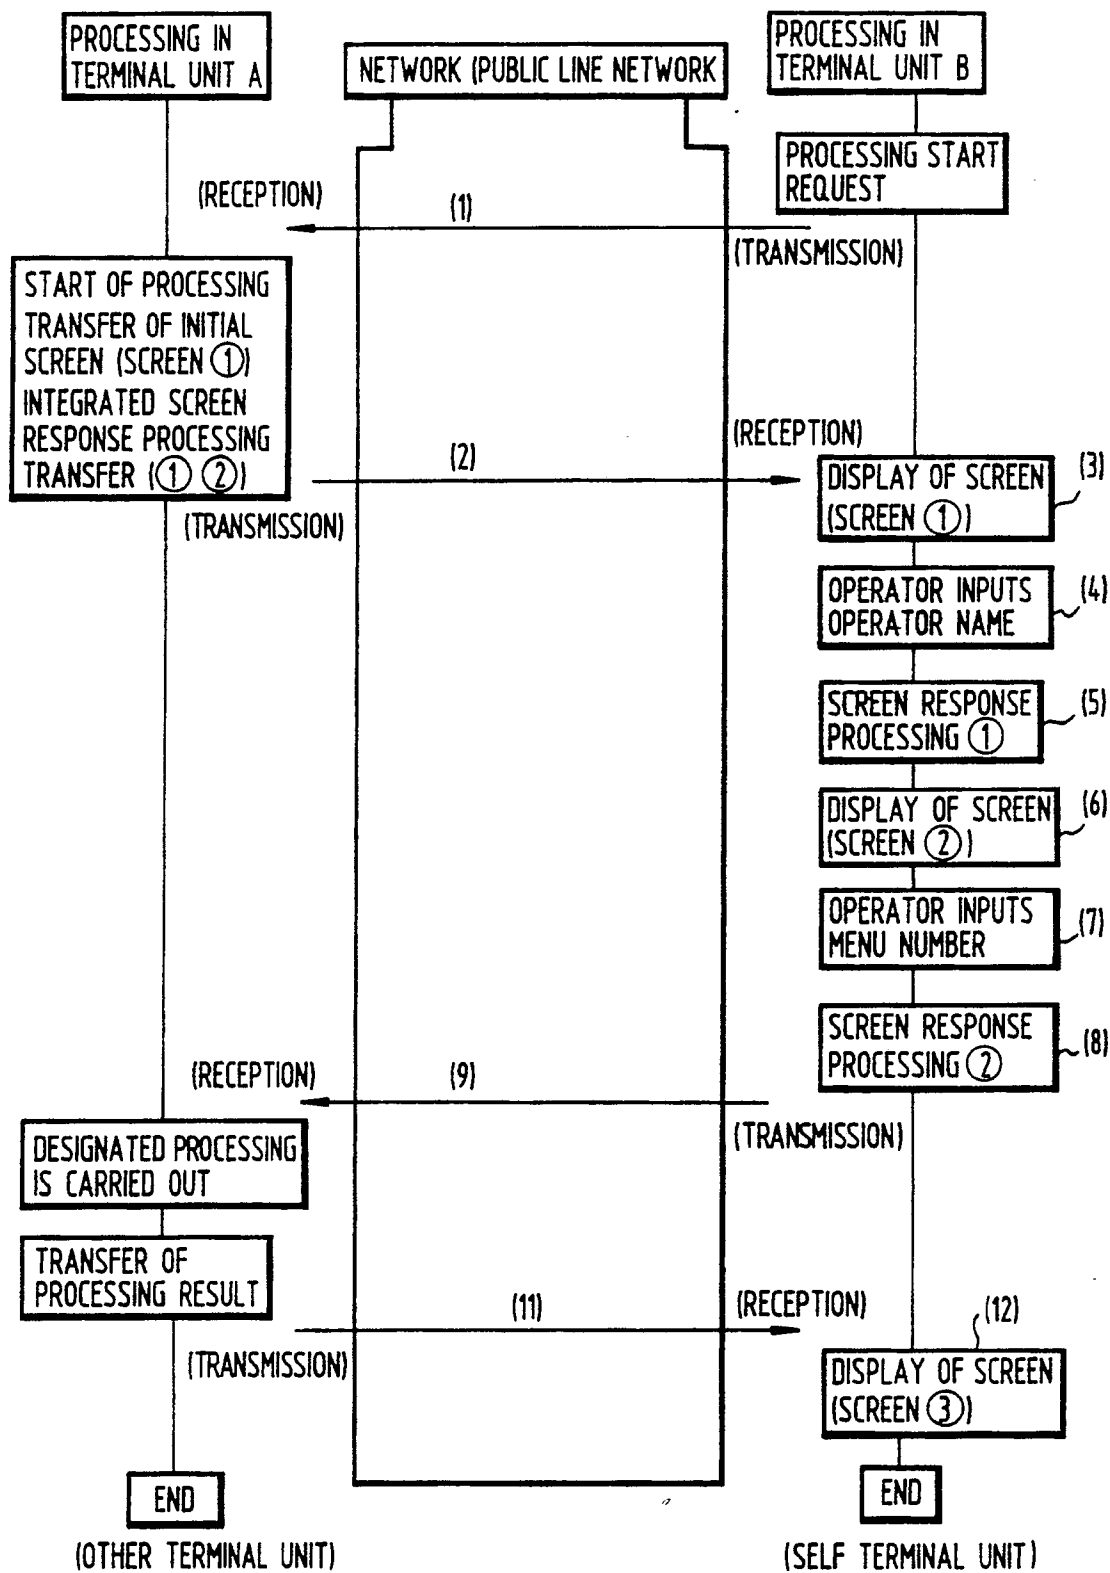 PROCESSING IN
TERMINAL UNIT A
NETWORK (PUBLIC LINE NETWORK
PROCESSING IN
TERMINAL UNIT B
PROCESSING START
REQUEST
(RECEPTION)
(1)
(TRANSMISSION)
START OF PROCESSING
TRANSFER OF INITIAL
SCREEN (SCREEN ①)
INTEGRATED SCREEN
RESPONSE PROCESSING
TRANSFER (① ②)
(TRANSMISSION)
(2)
(RECEPTION)
DISPLAY OF SCREEN
(SCREEN ①)
(3)
OPERATOR INPUTS
OPERATOR NAME
(4)
SCREEN RESPONSE
PROCESSING ①
(5)
DISPLAY OF SCREEN
(SCREEN ②)
(6)
OPERATOR INPUTS
MENU NUMBER
(7)
SCREEN RESPONSE
PROCESSING ②
(8)
(RECEPTION)
(9)
(TRANSMISSION)
DESIGNATED PROCESSING
IS CARRIED OUT
TRANSFER OF
PROCESSING RESULT
(TRANSMISSION)
(11)
(RECEPTION)
(12)
DISPLAY OF SCREEN
(SCREEN ③)
END
(OTHER TERMINAL UNIT)
END
(SELF TERMINAL UNIT)